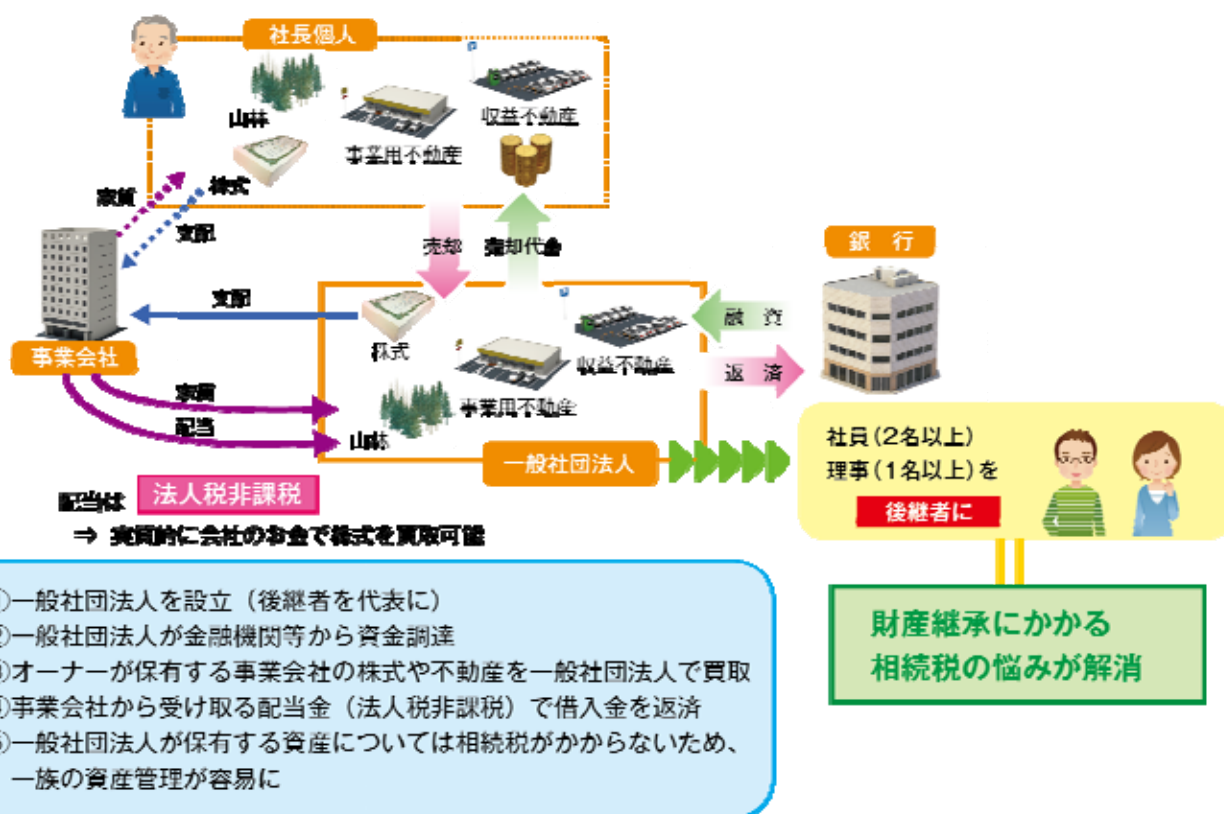 社長個人
山林
収益不動産
事業用不動産
株式
家賃
支配
売却
売却代金
銀 行
支配
株式
収益不動産
融 資
返 済
事業会社
家賃
配当
事業用不動産
山林
一般社団法人
社員(2名以上)
理事(1名以上)を
後継者に
配当は 法人税非課税
⇒ 実質的に会社のお金で株式を買取可能
一般社団法人を設立(後継者を代表に)
一般社団法人が金融機関等から資金調達
オーナーが保有する事業会社の株式や不動産を一般社団法人で買取
事業会社から受け取る配当金(法人税非課税)で借入金を返済
一般社団法人が保有する資産については相続税がかからないため、
一族の資産管理が容易に
財産継承にかかる
相続税の悩みが解消